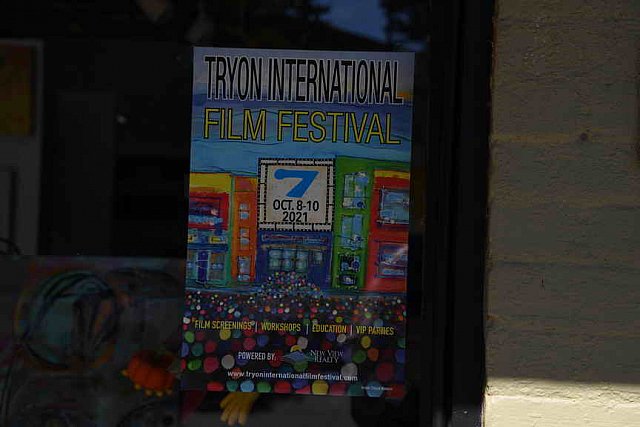 TRYON INTERNATIONAL
FILM FESTIVAL
7
OCT. 8-10
2021
FILM SCREENINGS | WORKSHOPS | EDUCATION | VIP PARTIES
POWERED BY: NEW VIEW
REALTY
www.tryoninternationalfilmfestival.com